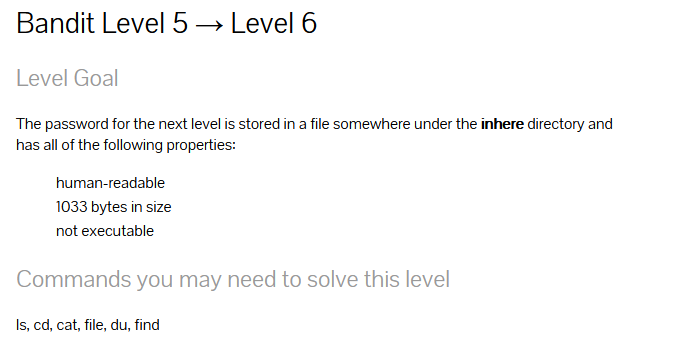 Bandit Level 5 → Level 6
Level Goal
The password for the next level is stored in a file somewhere under the inhere directory and
has all of the following properties:
human-readable
1033 bytes in size
not executable
Commands you may need to solve this level
ls, cd, cat, file, du, find